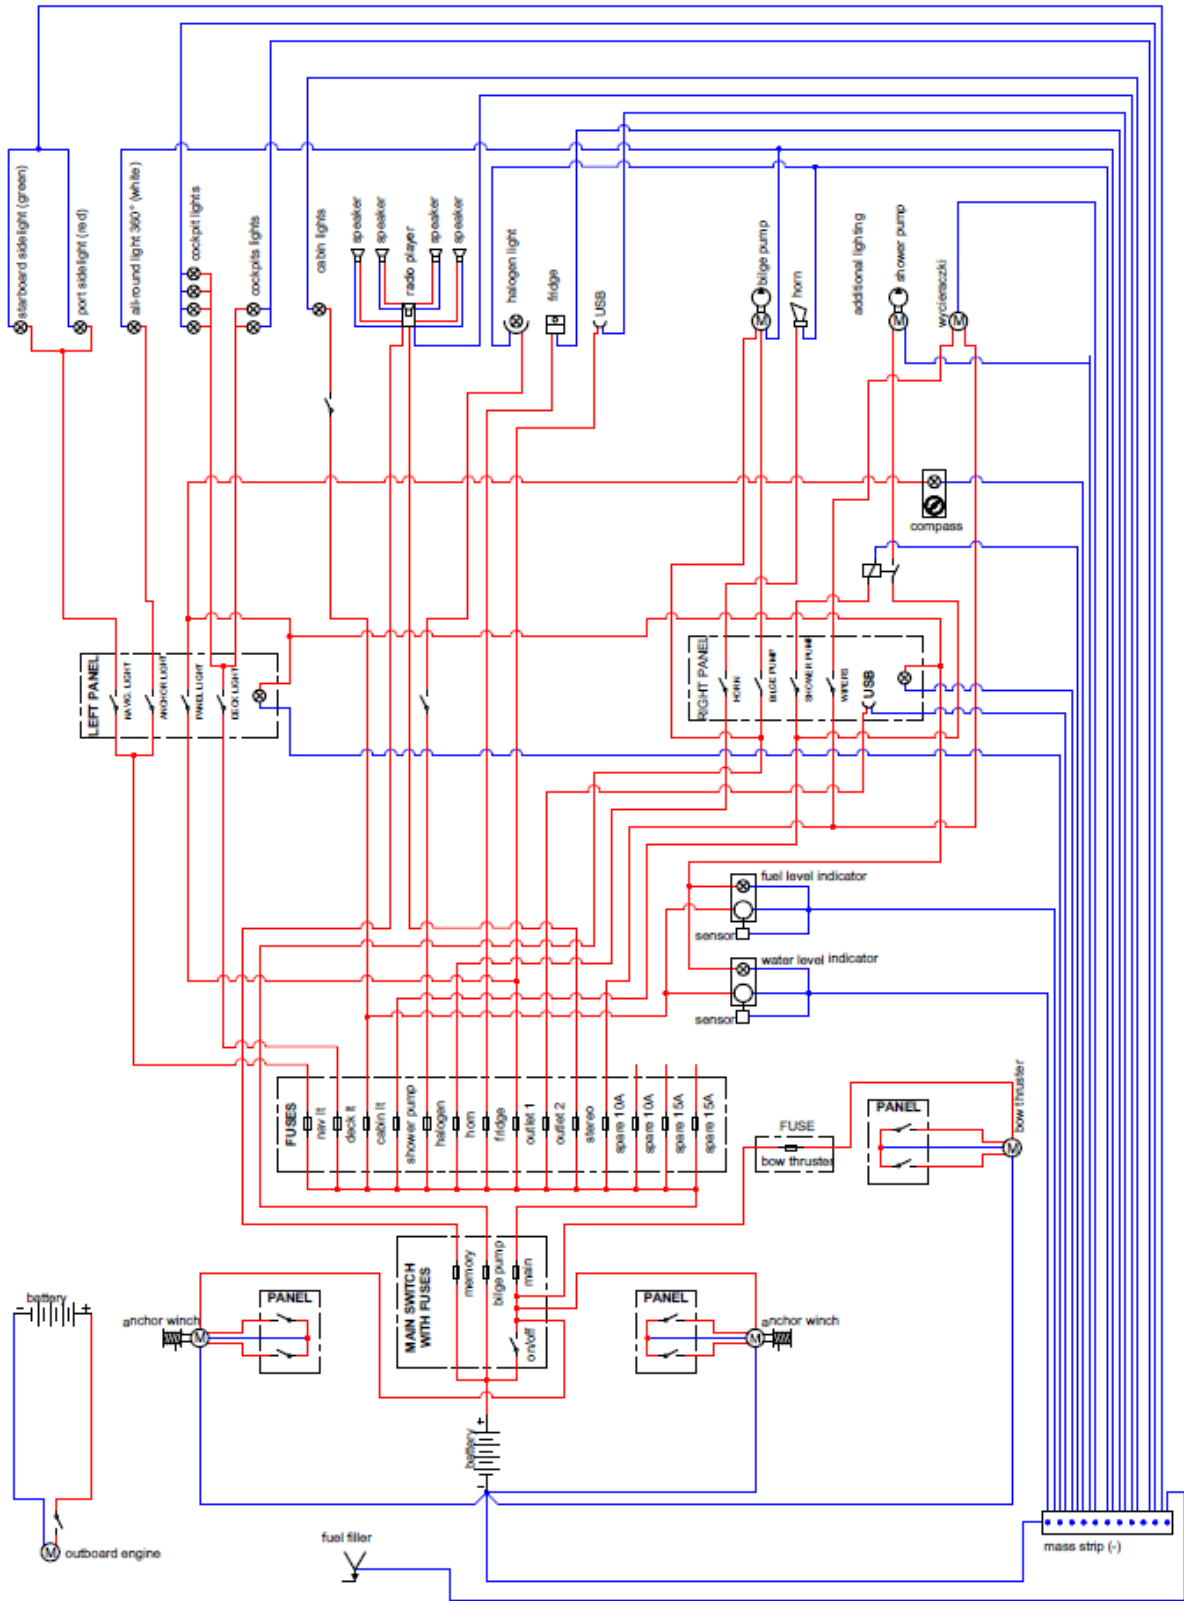 starboard sidelight (green)
port sidelight (red)
all-round light 360° (white)
cockpit lights
cockpits lights
cabin lights
speaker
speaker
radio player
speaker
speaker
halogen light
fridge
USB
bilge pump
horn
additional lighting
shower pump
wycieraczki
compass
LEFT PANEL
NAVIG. LIGHT
ANCHOR LIGHT
PANEL LIGHT
DECK LIGHT
RIGHT PANEL
HORN
BILGE PUMP
SHOWER PUMP
WIPERS
USB
fuel level indicator
sensor
water level indicator
sensor
FUSES
nav lt
deck lt
cabin lt
shower pump
halogen
horn
fridge
outlet 1
outlet 2
stereo
spare 10A
spare 10A
spare 15A
spare 15A
FUSE
bow thruster
PANEL
bow thruster
MAIN SWITCH
WITH FUSES
memory
bilge pump
main
on/off
battery
- +
anchor winch
M
PANEL
PANEL
anchor winch
M
+
battery
-
M
outboard engine
fuel filler
mass strip (-)
M
M
M
M